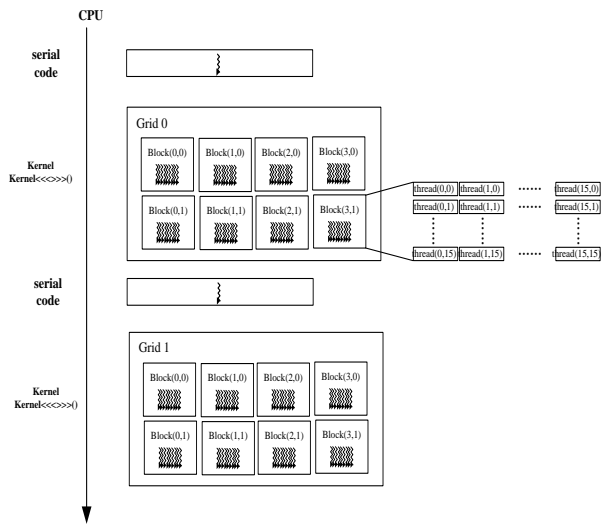 CPU
serial
code
Grid 0
Kernel
Kernel<<<>>>()
Block(0,0) Block(1,0) Block(2,0) Block(3,0)
Block(0,1) Block(1,1) Block(2,1) Block(3,1)
thread(0,0) thread(1,0) ...... thread(15,0)
thread(0,1) thread(1,1) ...... thread(15,1)
thread(0,15) thread(1,15) ...... thread(15,15)
serial
code
Grid 1
Kernel
Kernel<<<>>>()
Block(0,0) Block(1,0) Block(2,0) Block(3,0)
Block(0,1) Block(1,1) Block(2,1) Block(3,1)